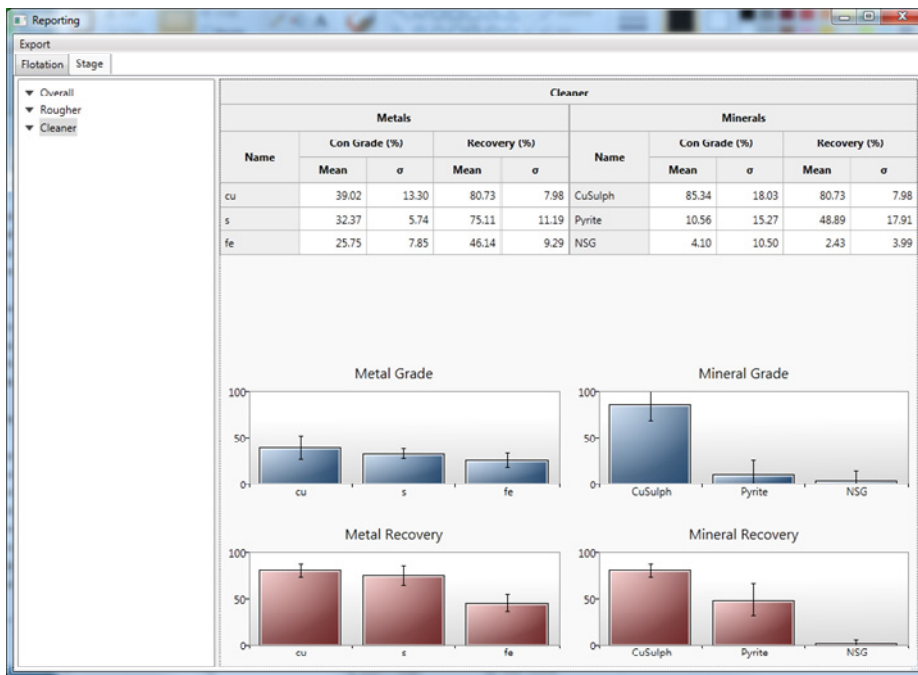 Reporting
Export
Flotation Stage
Overall
Rougher
Cleaner
Cleaner
Metals Minerals
Name Con Grade (%) Recovery (%) Name Con Grade (%) Recovery (%)
Mean σ Mean σ Mean σ Mean σ
cu 39.02 13.30 80.73 7.98 CuSulph 85.34 18.03 80.73 7.98
s 32.37 5.74 75.11 11.19 Pyrite 10.56 15.27 48.89 17.91
fe 25.75 7.85 46.14 9.29 NSG 4.10 10.50 2.43 3.99
Metal Grade
100
50
0
cu s fe
Mineral Grade
100
50
0
CuSulph Pyrite NSG
Metal Recovery
100
50
0
cu s fe
Mineral Recovery
100
50
0
CuSulph Pyrite NSG